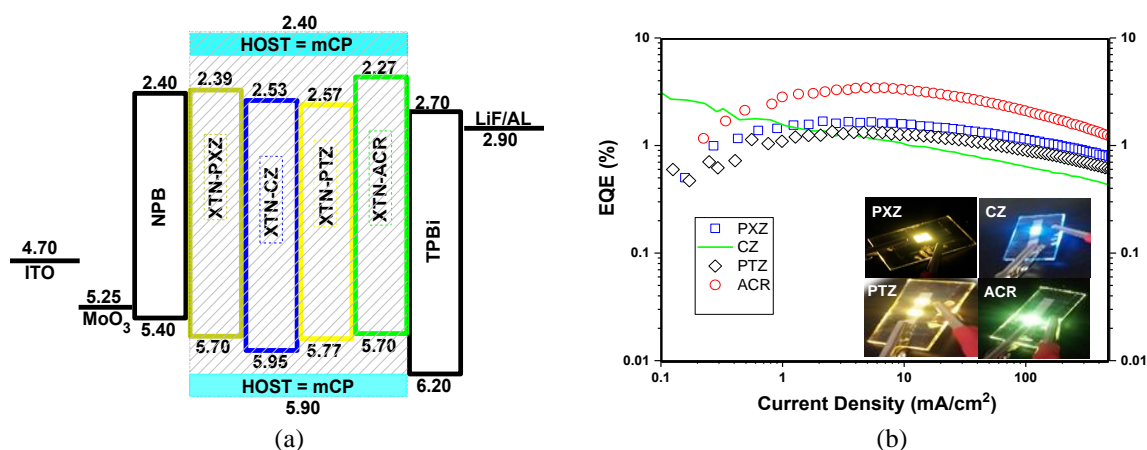 2.40
HOST = mCP
2.40
2.39
2.53
2.57
2.27
2.70
LiF/AL
2.90
NPB
XTN-PXZ
XTN-CZ
XTN-PTZ
XTN-ACR
TPBi
4.70
ITO
5.25
MoO₃
5.40
5.70
5.95
5.77
5.70
6.20
HOST = mCP
5.90
(a)
EQE (%)
10
1
0.1
0.01
10
1
0.1
0.01
PXZ
CZ
PTZ
ACR
PXZ
CZ
PTZ
ACR
0.1
1
10
100
Current Density (mA/cm²)
(b)